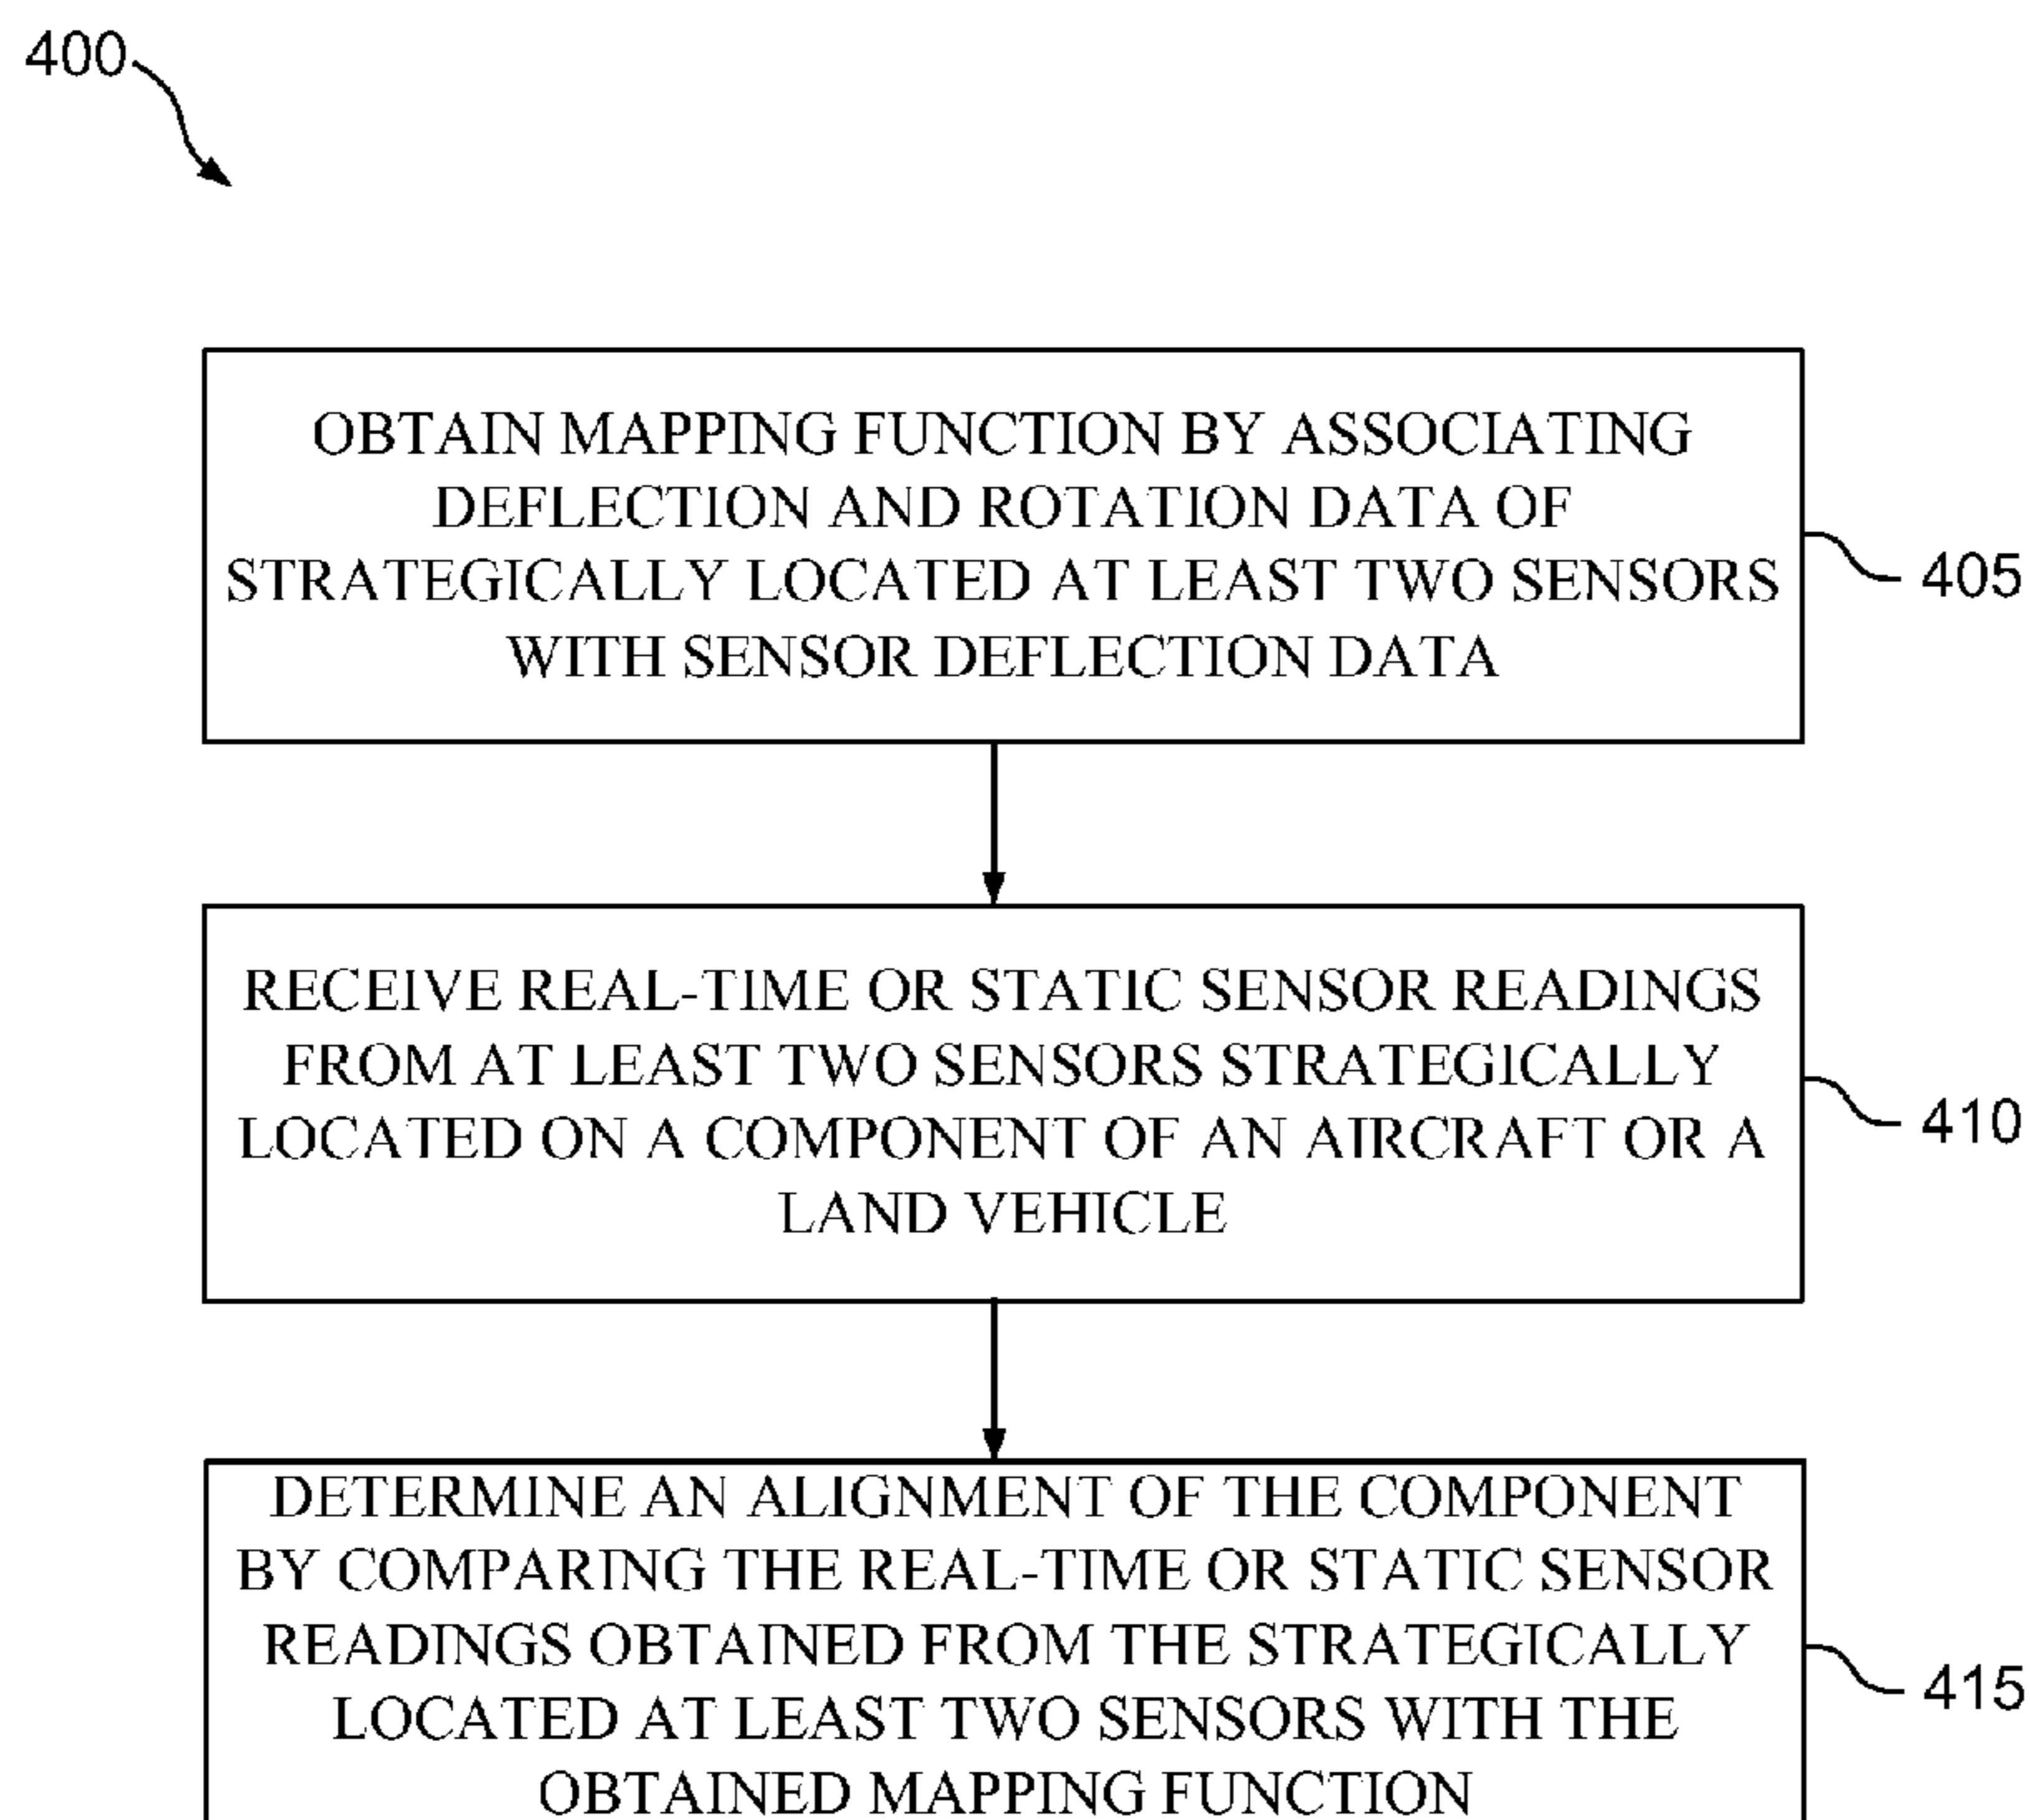 400
OBTAIN MAPPING FUNCTION BY ASSOCIATING
DEFLECTION AND ROTATION DATA OF
STRATEGICALLY LOCATED AT LEAST TWO SENSORS
WITH SENSOR DEFLECTION DATA
405
RECEIVE REAL-TIME OR STATIC SENSOR READINGS
FROM AT LEAST TWO SENSORS STRATEGICALLY
LOCATED ON A COMPONENT OF AN AIRCRAFT OR A
LAND VEHICLE
410
DETERMINE AN ALIGNMENT OF THE COMPONENT
BY COMPARING THE REAL-TIME OR STATIC SENSOR
READINGS OBTAINED FROM THE STRATEGICALLY
LOCATED AT LEAST TWO SENSORS WITH THE
OBTAINED MAPPING FUNCTION
415